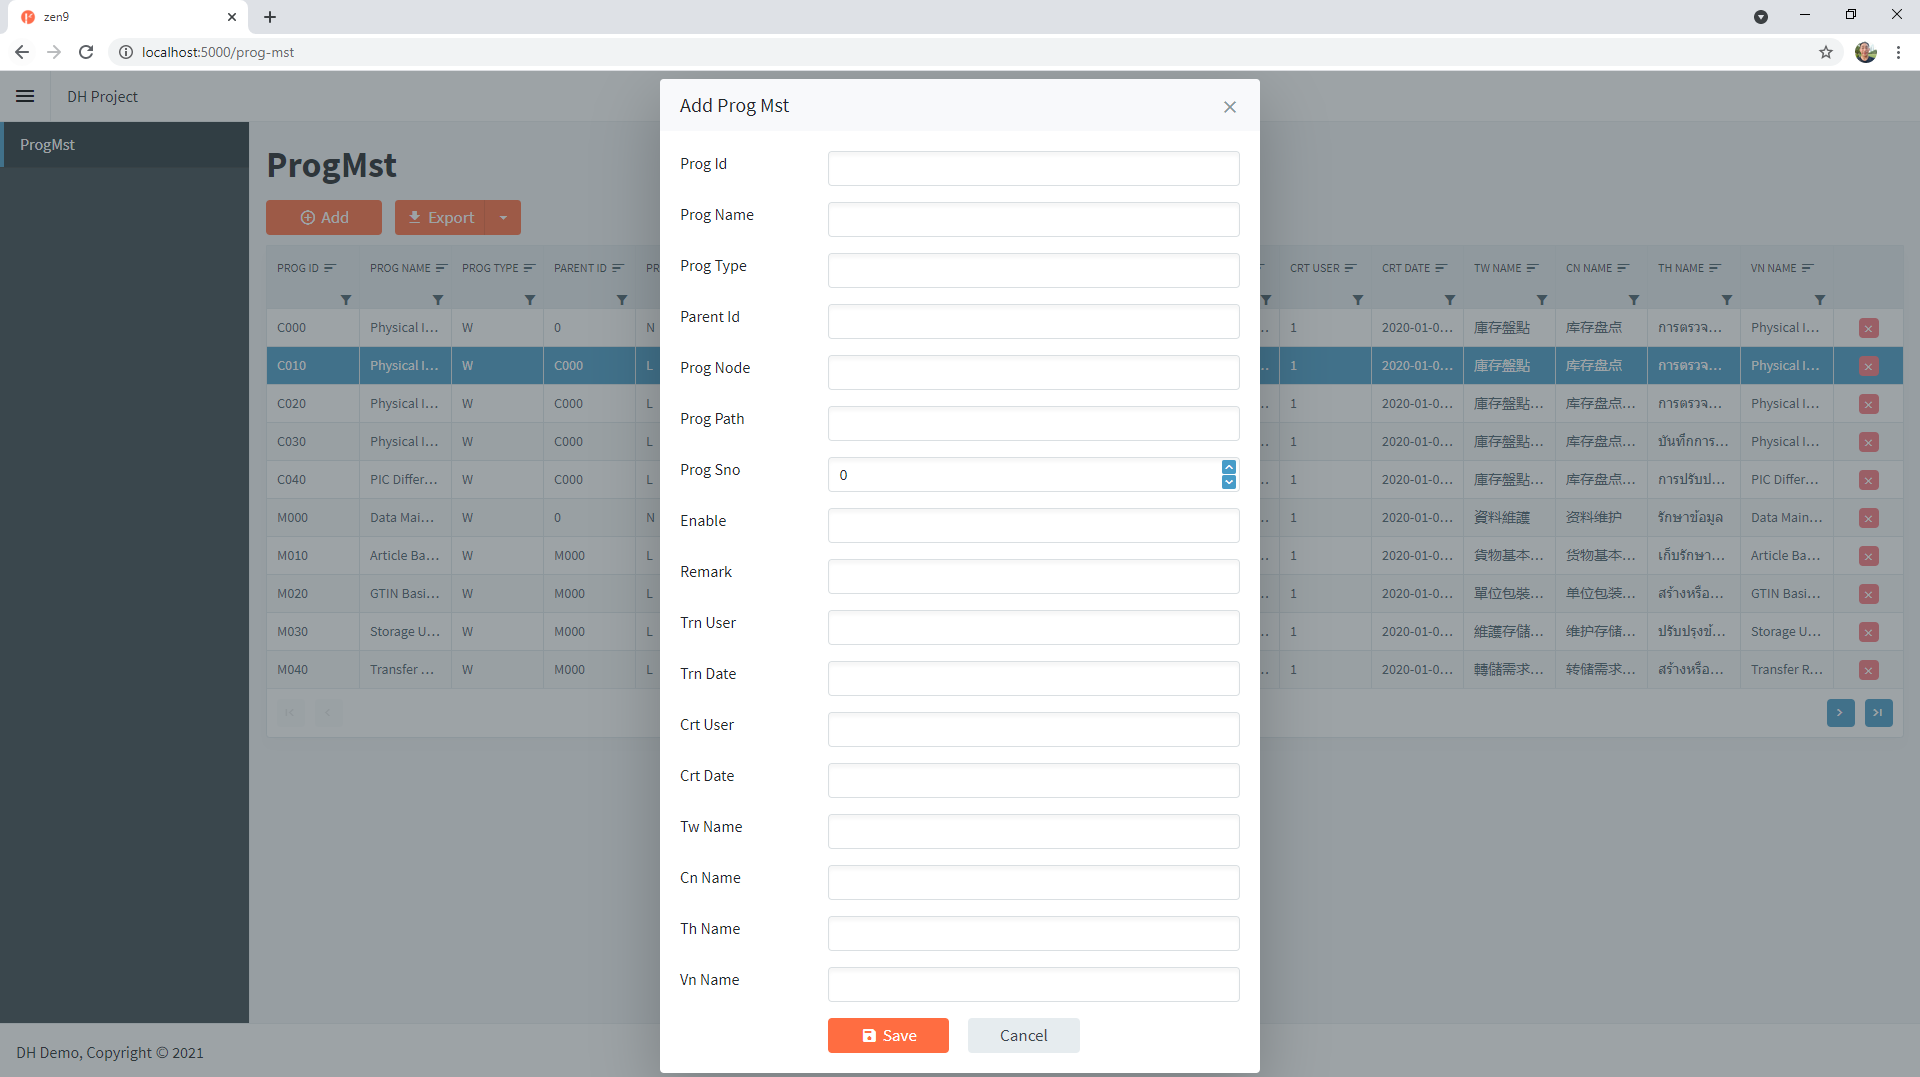 zen9
localhost:5000/prog-mst
DH Project
ProgMst
ProgMst
Add
Export
PROG ID PROG NAME PROG TYPE PARENT ID PR CRT USER CRT DATE TW NAME CN NAME TH NAME VN NAME
C000 Physical I... W 0 N .. 1 2020-01-0... 庫存盤點 库存盘点 การตรวจ... Physical I...
C010 Physical I... W C000 L .. 1 2020-01-0... 庫存盤點 库存盘点 การตรวจ... Physical I...
C020 Physical I... W C000 L .. 1 2020-01-0... 庫存盤點... 库存盘点... การตรวจ... Physical I...
C030 Physical I... W C000 L .. 1 2020-01-0... 庫存盤點... 库存盘点... บันทึกการ... Physical I...
C040 PIC Differ... W C000 L .. 1 2020-01-0... 庫存盤點... 库存盘点... การปรับป... PIC Differ...
M000 Data Mai... W 0 N .. 1 2020-01-0... 資料維護 资料维护 รักษาข้อมูล Data Main...
M010 Article Ba... W M000 L .. 1 2020-01-0... 貨物基本... 货物基本... เก็บรักษา... Article Ba...
M020 GTIN Basi... W M000 L .. 1 2020-01-0... 單位包裝... 单位包装... สร้างหรือ... GTIN Basi...
M030 Storage U... W M000 L .. 1 2020-01-0... 維護存儲... 维护存储... ปรับปรุงข้... Storage U...
M040 Transfer ... W M000 L .. 1 2020-01-0... 轉儲需求... 转储需求... สร้างหรือ... Transfer R...
Add Prog Mst
Prog Id
Prog Name
Prog Type
Parent Id
Prog Node
Prog Path
Prog Sno 0
Enable
Remark
Trn User
Trn Date
Crt User
Crt Date
Tw Name
Cn Name
Th Name
Vn Name
Save Cancel
DH Demo, Copyright © 2021